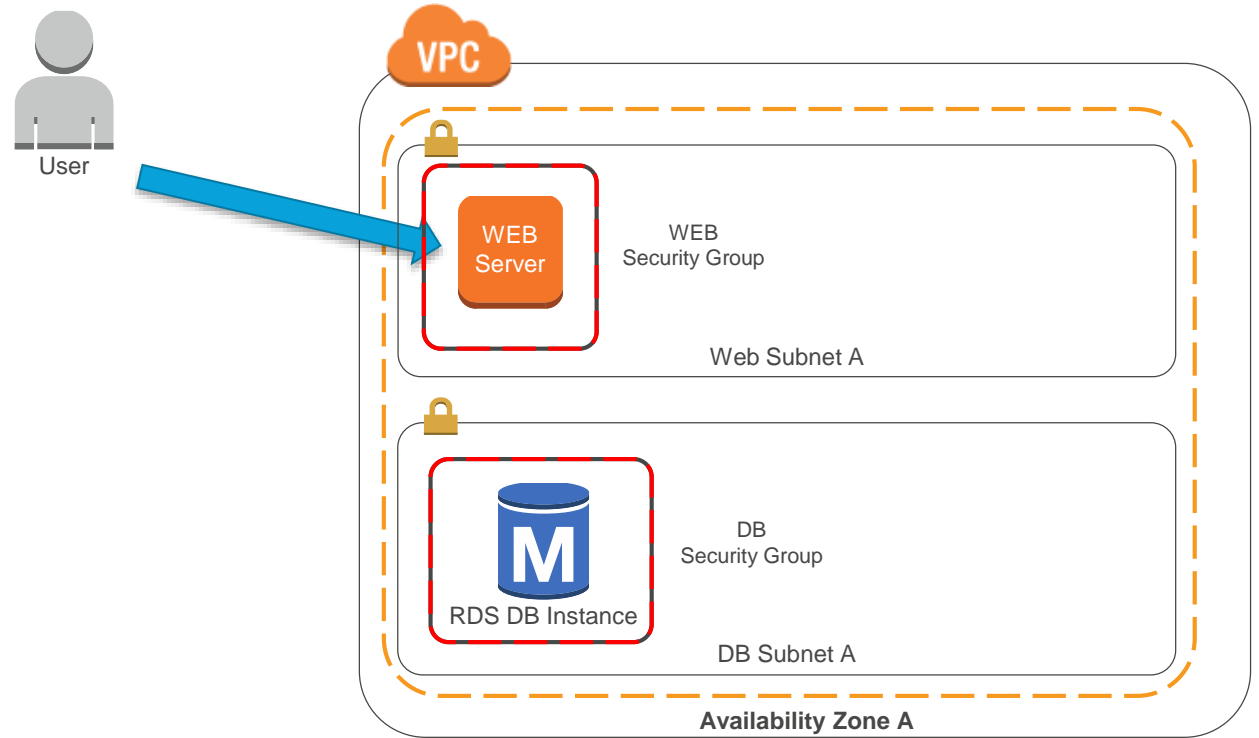 VPC
User
WEB
Server
WEB
Security Group
Web Subnet A
M
RDS DB Instance
DB
Security Group
DB Subnet A
Availability Zone A